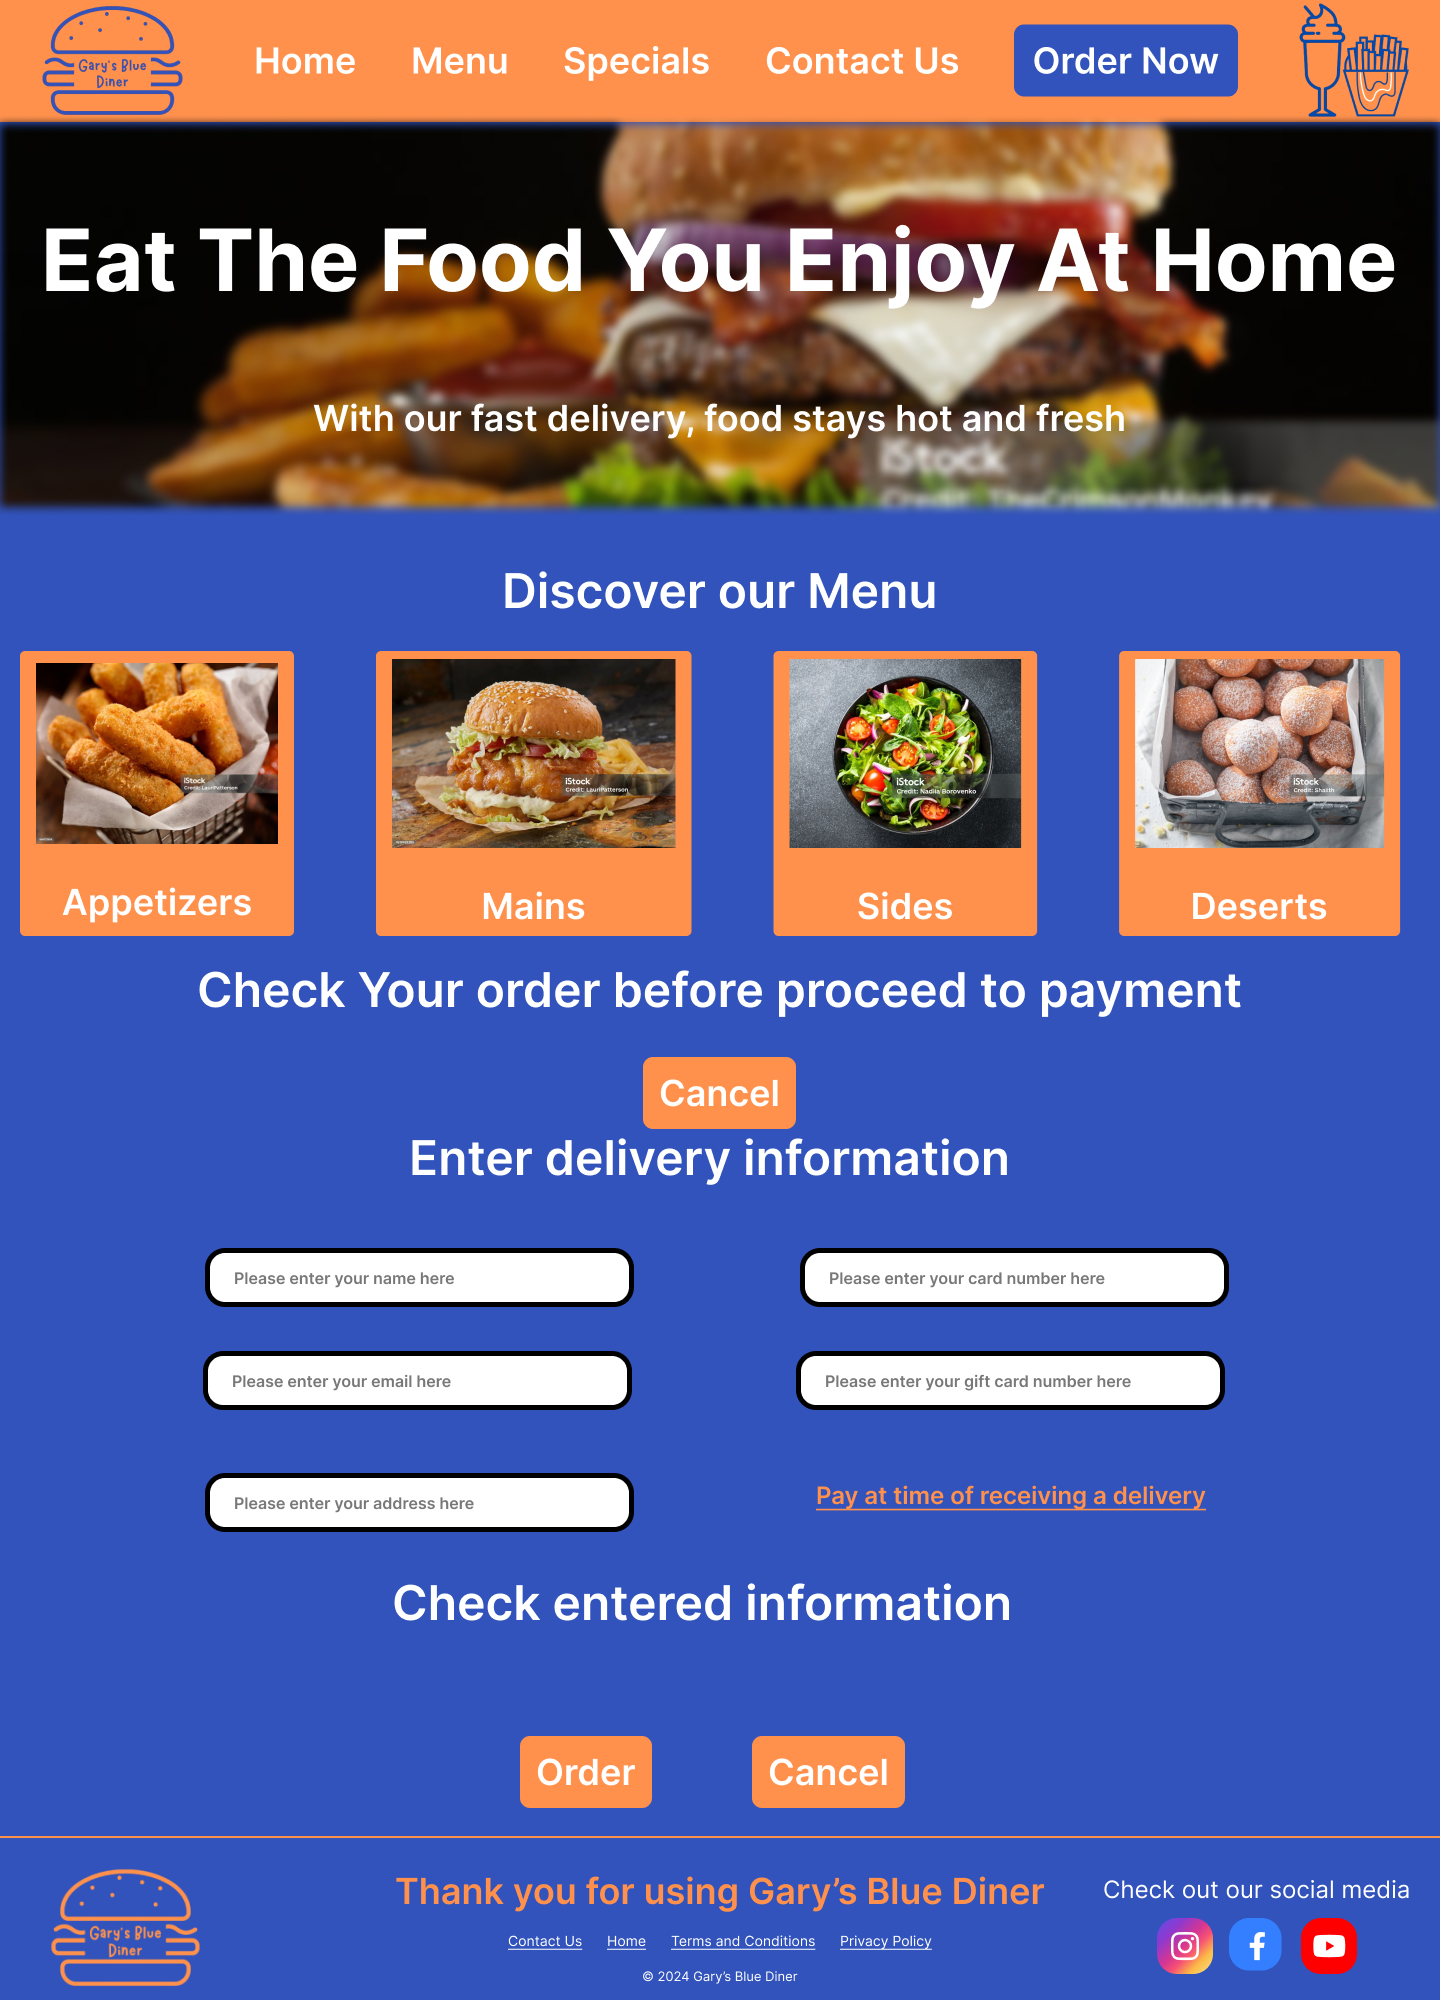 Gary's Blue
Diner
Home
Menu
Specials
Contact Us
Order Now
Eat The Food You Enjoy At Home
With our fast delivery, food stays hot and fresh
iStock
Credit: TheCrimsonMonkey
Discover our Menu
iStock
Credit: LauriPatterson
iStock
Credit: LauriPatterson
iStock
Credit: Nadiia Borovenko
iStock
Credit: Shaiith
Appetizers
Mains
Sides
Deserts
Check Your order before proceed to payment
Cancel
Enter delivery information
Please enter your name here
Please enter your card number here
Please enter your email here
Please enter your gift card number here
Please enter your address here
Pay at time of receiving a delivery
Check entered information
Order
Cancel
Gary's Blue
Diner
Thank you for using Gary’s Blue Diner
Contact Us
Home
Terms and Conditions
Privacy Policy
© 2024 Gary’s Blue Diner
Check out our social media